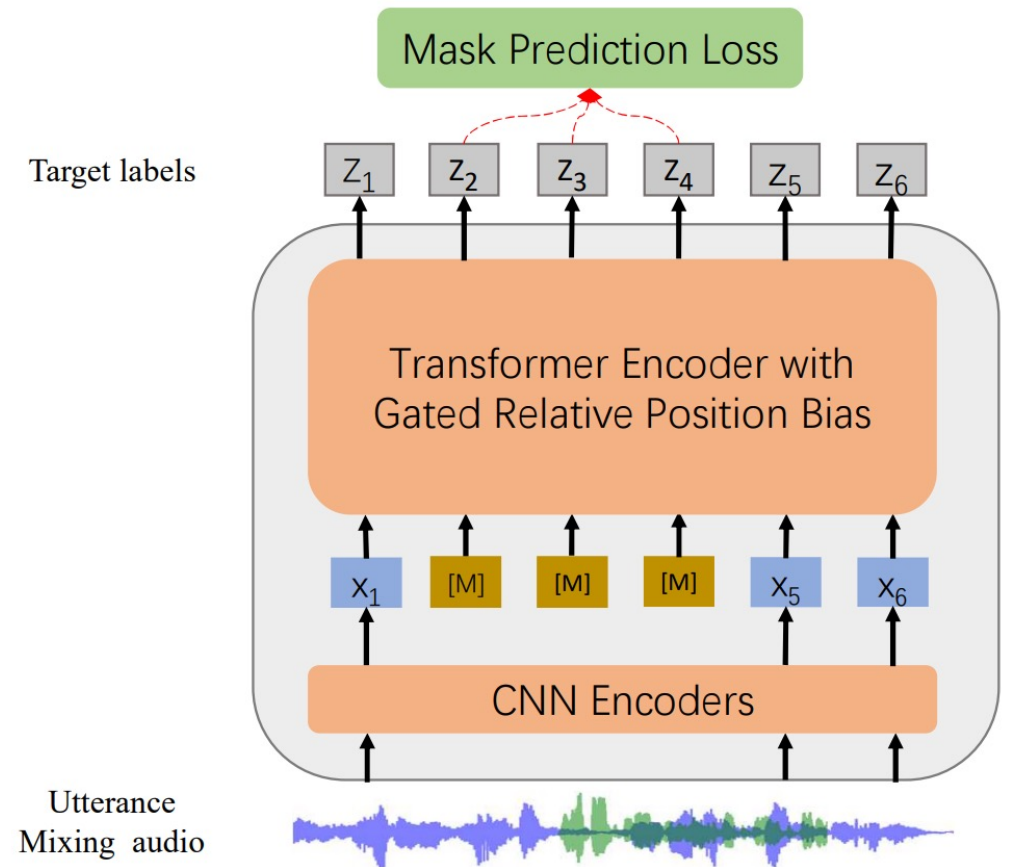 Mask Prediction Loss
Target labels
Z₁ Z₂ Z₃ Z₄ Z₅ Z₆
Transformer Encoder with
Gated Relative Position Bias
X₁ [M] [M] [M] X₅ X₆
CNN Encoders
Utterance
Mixing audio